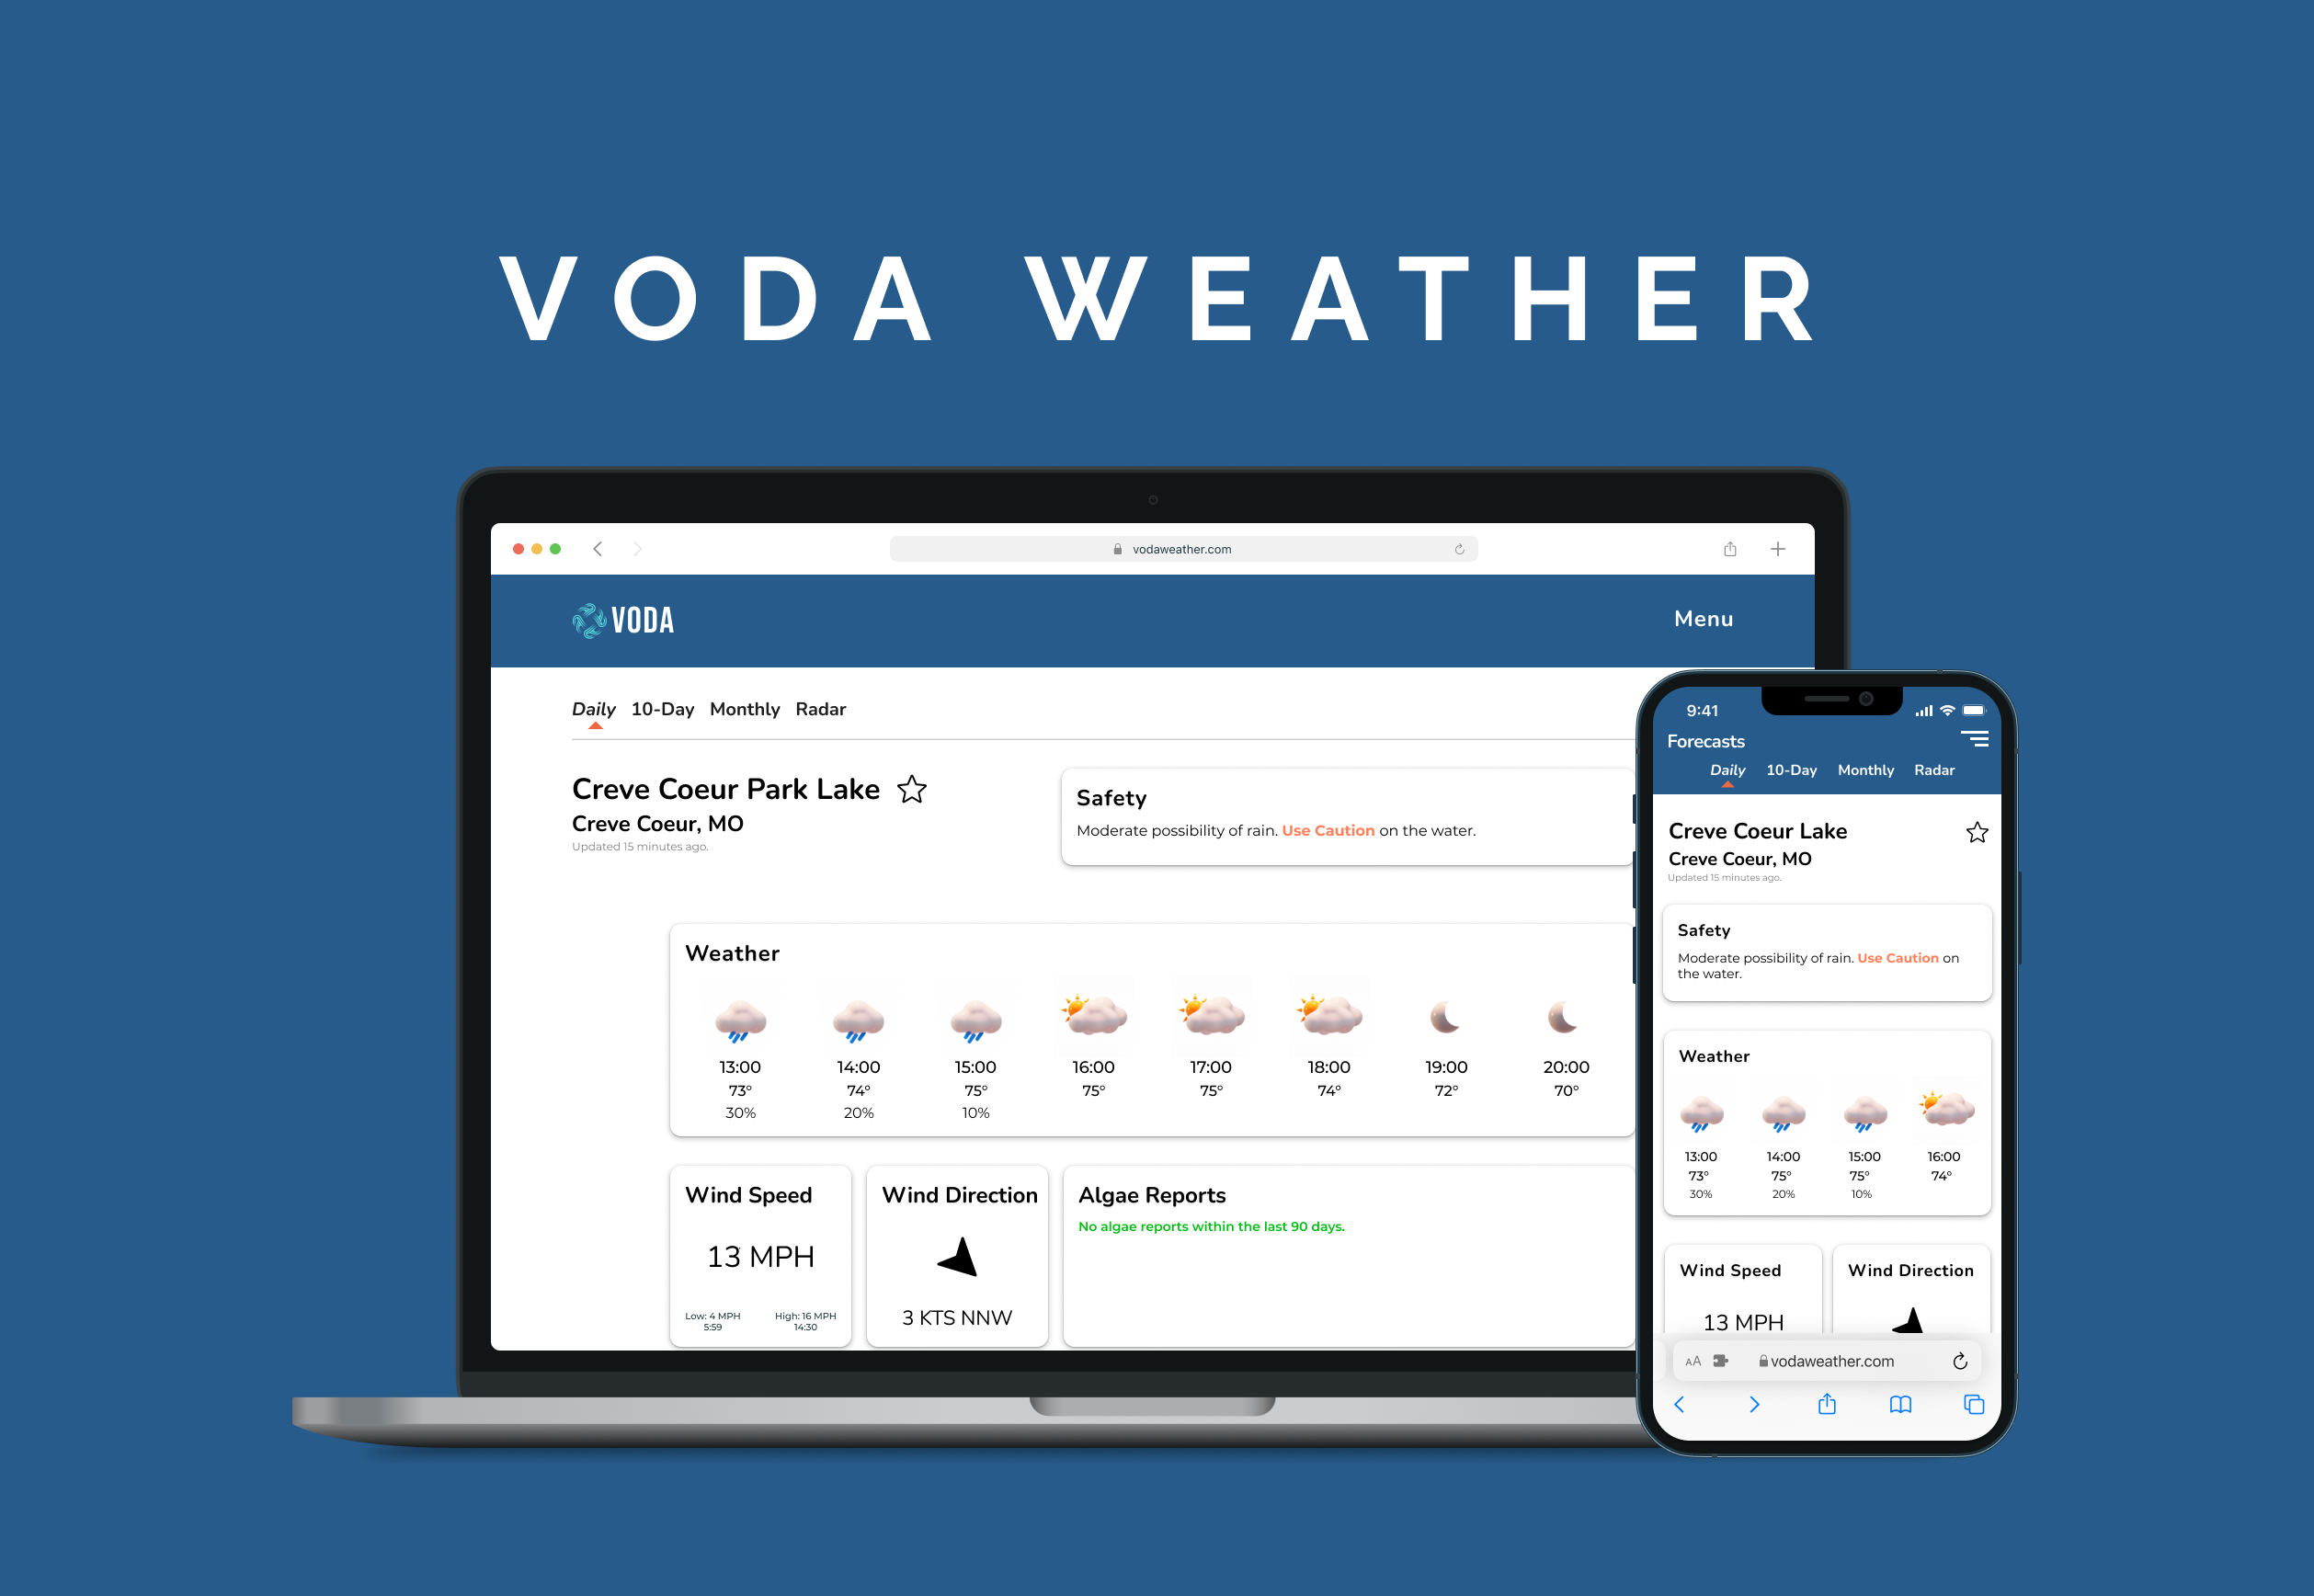 VODA WEATHER
vodaweather.com
VODA
Menu
Daily 10-Day Monthly Radar
Creve Coeur Park Lake
Creve Coeur, MO
Updated 15 minutes ago.
Safety
Moderate possibility of rain. Use Caution on the water.
Weather
13:00 14:00 15:00 16:00 17:00 18:00 19:00 20:00
73° 74° 75° 75° 75° 74° 72° 70°
30% 20% 10%
Wind Speed
13 MPH
Low: 4 MPH High: 16 MPH
5:59 14:30
Wind Direction
3 KTS NNW
Algae Reports
No algae reports within the last 90 days.
9:41
Forecasts
Daily 10-Day Monthly Radar
Creve Coeur Lake
Creve Coeur, MO
Updated 15 minutes ago.
Safety
Moderate possibility of rain. Use Caution on
the water.
Weather
13:00 14:00 15:00 16:00
73° 75° 75° 74°
30% 20% 10%
Wind Speed
13 MPH
Wind Direction
AA vodaweather.com